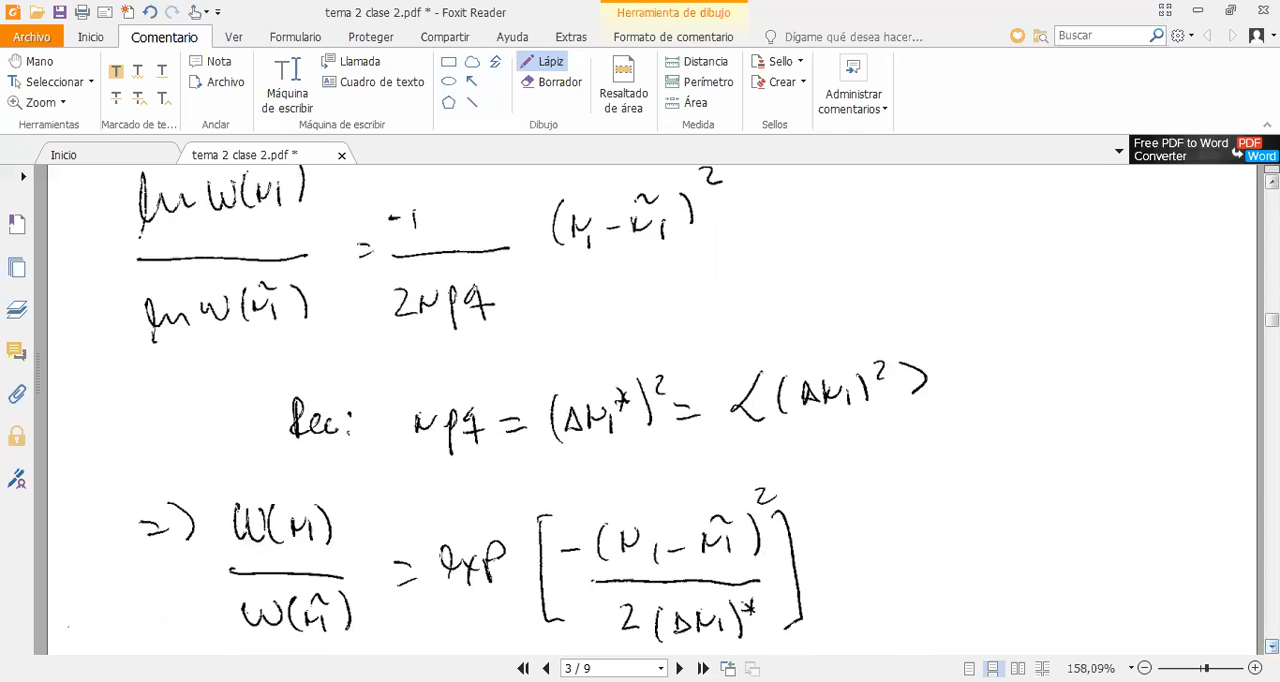 tema 2 clase 2.pdf * - Foxit Reader
Herramienta de dibujo
Archivo Inicio Comentario Ver Formulario Proteger Compartir Ayuda Extras Formato de comentario Dígame qué desea hacer... Buscar
Mano
Seleccionar
Zoom
Herramientas
T T T
T T T
Marcado de te...
Nota
Archivo
Anclar
Máquina de escribir
Llamada
Cuadro de texto
Máquina de escribir
Lápiz
Borrador
Dibujo
Resaltado de área
Distancia
Perímetro
Área
Medida
Sello
Crear
Sellos
Administrar comentarios
Inicio
tema 2 clase 2.pdf *
Free PDF to Word Converter
PDF
Word
ln W(N₁) / ln W(Ñ₁) = -1 / 2Npq (N₁ - Ñ₁)²
Rec: Npq = (ΔN₁*)² = <(ΔN₁)²>
=> W(N₁) / W(Ñ₁) = exp [ -(N₁ - Ñ₁)² / 2(ΔN₁)* ]
3 / 9
158,09%